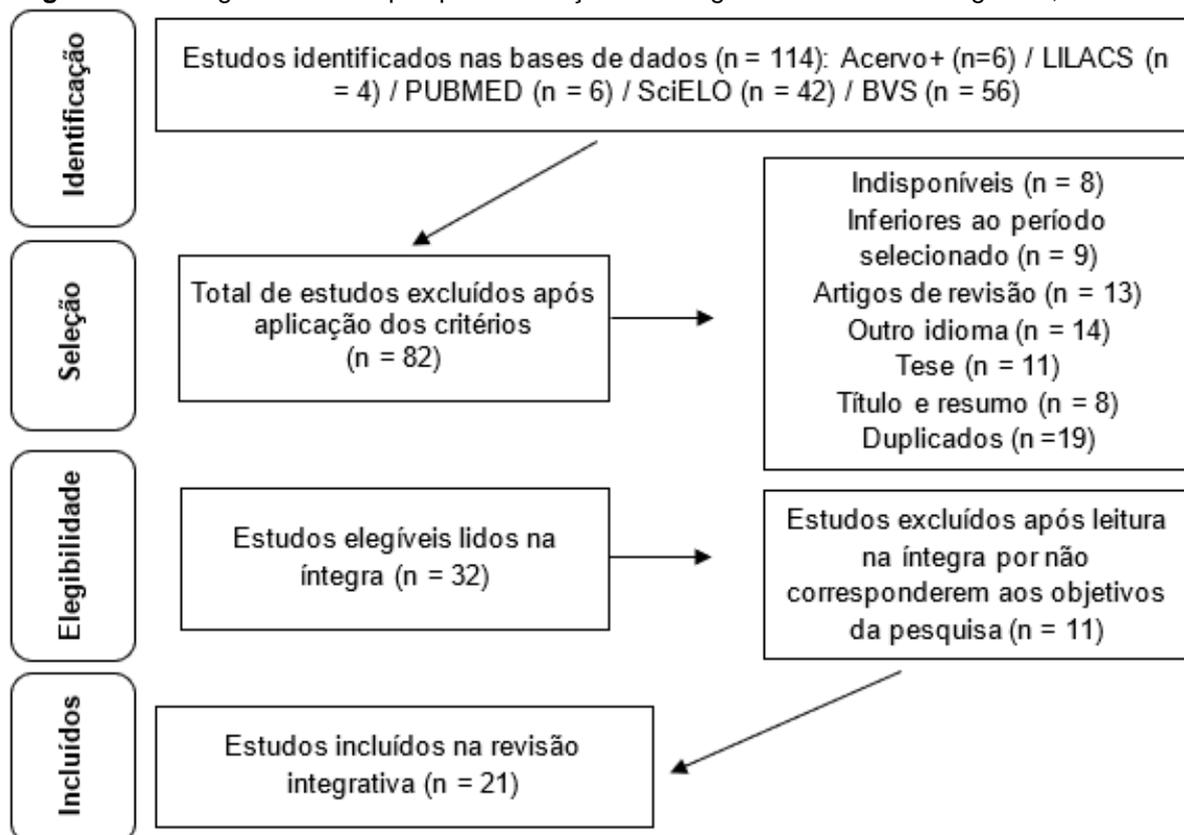 Identificação
Estudos identificados nas bases de dados (n = 114): Acervo+ (n=6) / LILACS (n
= 4) / PUBMED (n = 6) / SciELO (n = 42) / BVS (n = 56)
Seleção
Total de estudos excluídos após
aplicação dos critérios
(n = 82)
Indisponíveis (n = 8)
Inferiores ao período
selecionado (n = 9)
Artigos de revisão (n = 13)
Outro idioma (n = 14)
Tese (n = 11)
Título e resumo (n = 8)
Duplicados (n =19)
Elegibilidade
Estudos elegíveis lidos na
íntegra (n = 32)
Estudos excluídos após leitura
na íntegra por não
corresponderem aos objetivos
da pesquisa (n = 11)
Incluídos
Estudos incluídos na revisão
integrativa (n = 21)